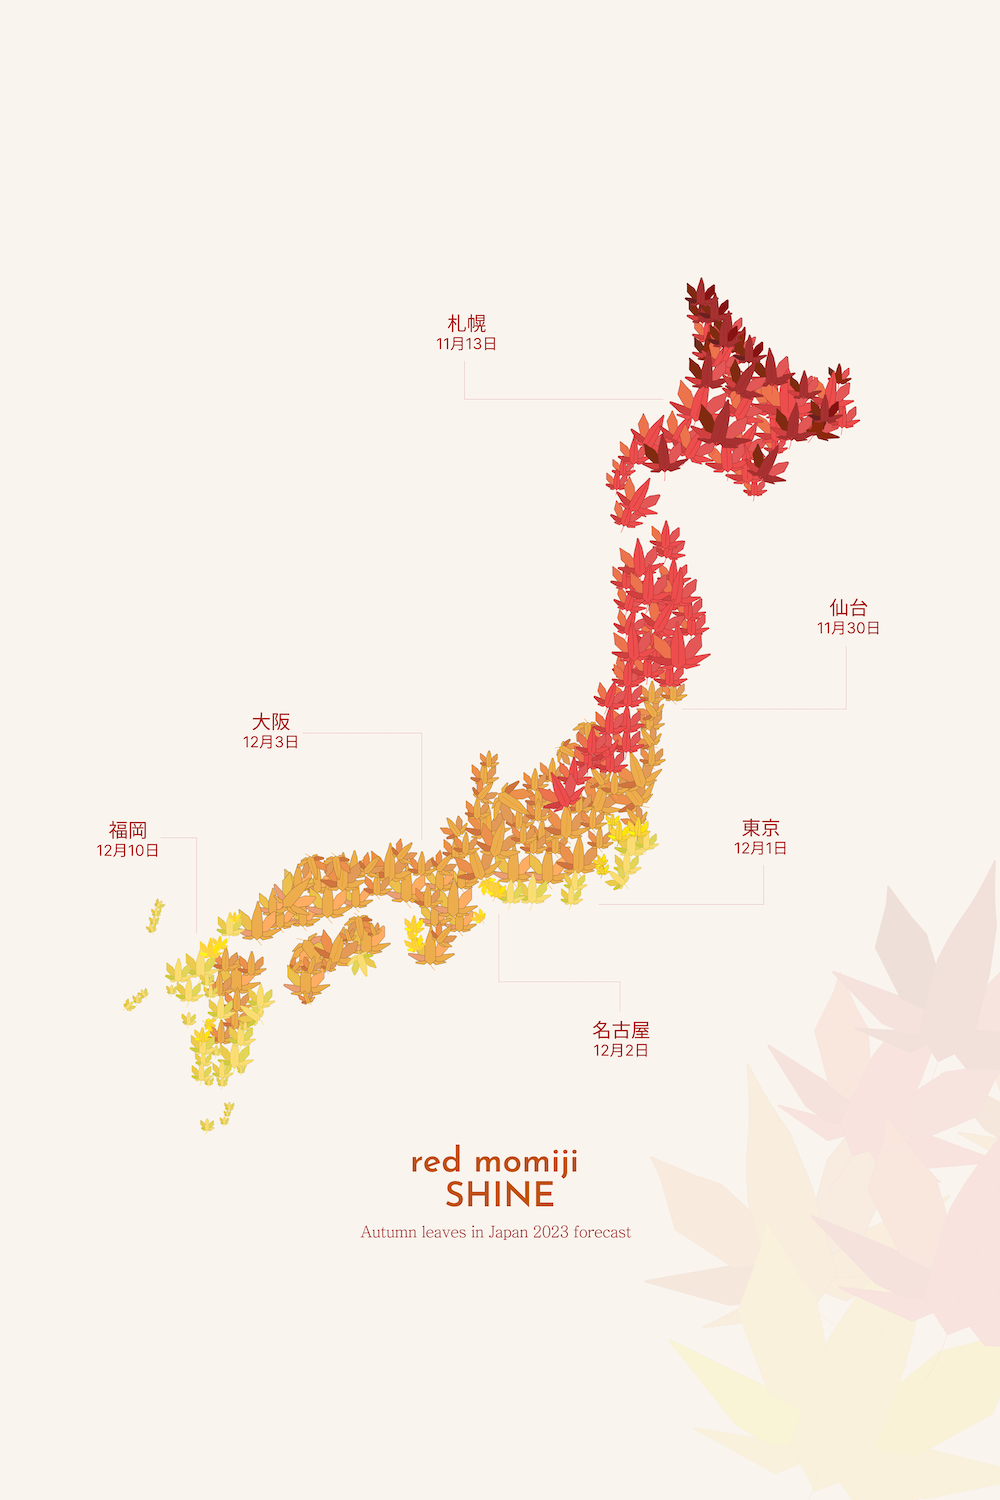 札幌
11月13日
仙台
11月30日
大阪
12月3日
福岡
12月10日
東京
12月1日
名古屋
12月2日
red momiji
SHINE
Autumn leaves in Japan 2023 forecast